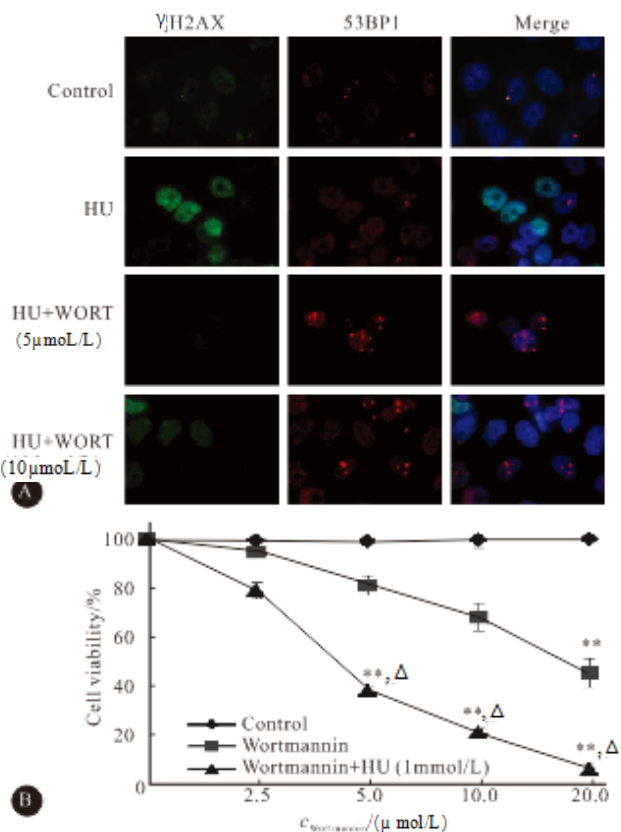 γH2AX 53BP1 Merge
Control
HU
HU+WORT
(5μmoL/L)
HU+WORT
(10μmoL/L)
A
100
80
60
40
20
0
Cell viability/%
**
**,Δ
**,Δ
**,Δ
Control
Wortmannin
Wortmannin+HU (1mmol/L)
2.5 5.0 10.0 20.0
c Wortmannin/(μ mol/L)
B